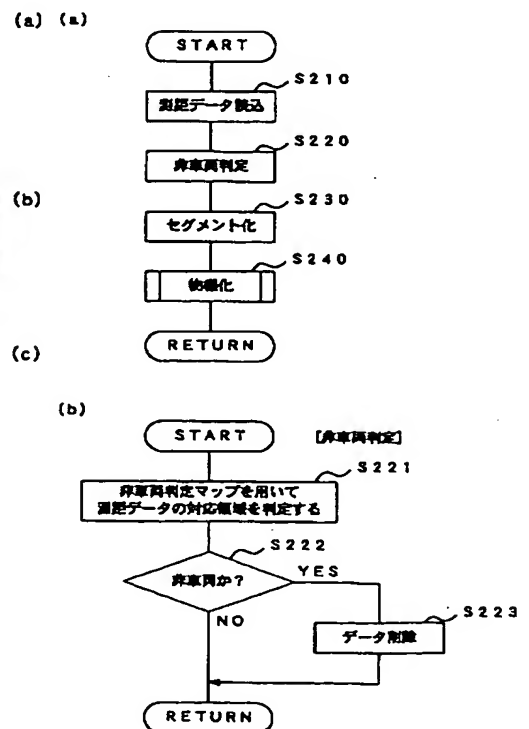 (a) (a)
START
S210
測距データ読込
S220
非車両判定
(b)
S230
セグメント化
S240
物標化
RETURN
(c)
(b)
START
[非車両判定]
S221
非車両判定マップを用いて
測距データの対応領域を判定する
S222
非車両か?
YES
NO
S223
データ削除
RETURN